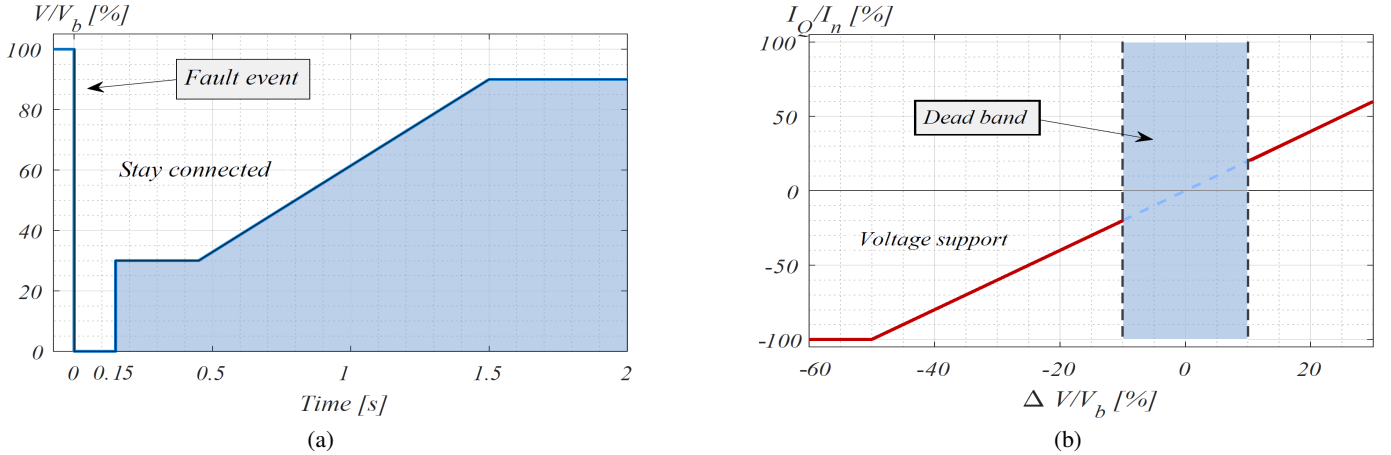 V/V_b [%]
100
80
60
40
20
0
Fault event
Stay connected
0 0.15 0.5 1 1.5 2
Time [s]
(a)
I_Q/I_n [%]
100
50
0
-50
-100
Dead band
Voltage support
-60 -40 -20 0 20
Δ V/V_b [%]
(b)